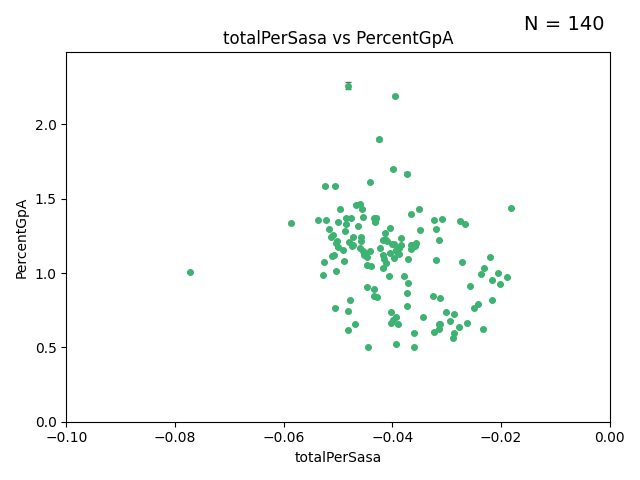 N = 140
totalPerSasa vs PercentGpA
PercentGpA
2.0
1.5
1.0
0.5
0.0
−0.10 −0.08 −0.06 −0.04 −0.02 0.00
totalPerSasa